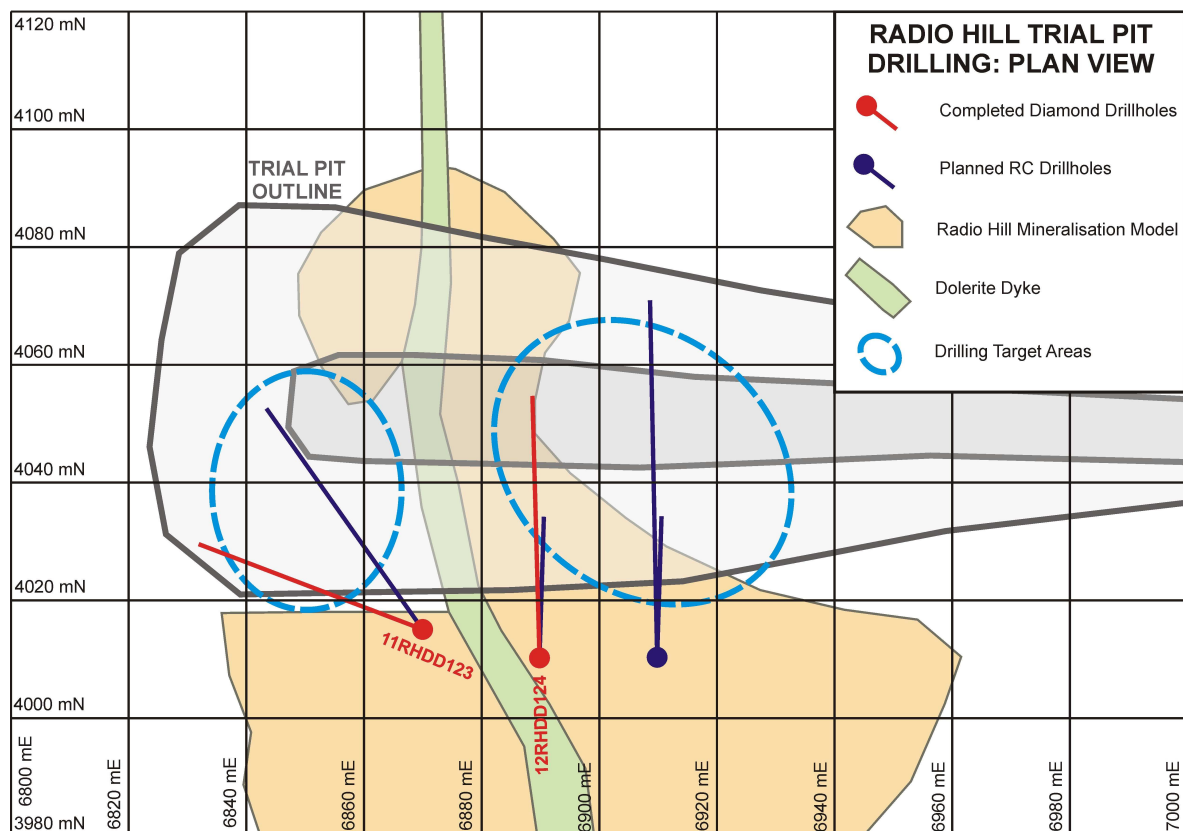 4120 mN
4100 mN
4080 mN
4060 mN
4040 mN
4020 mN
4000 mN
3980 mN
TRIAL PIT
OUTLINE
11RHDD123
12RHDD124
6800 mE
6820 mE
6840 mE
6860 mE
6880 mE
6900 mE
6920 mE
6940 mE
6960 mE
6980 mE
7000 mE
RADIO HILL TRIAL PIT
DRILLING: PLAN VIEW
Completed Diamond Drillholes
Planned RC Drillholes
Radio Hill Mineralisation Model
Dolerite Dyke
Drilling Target Areas